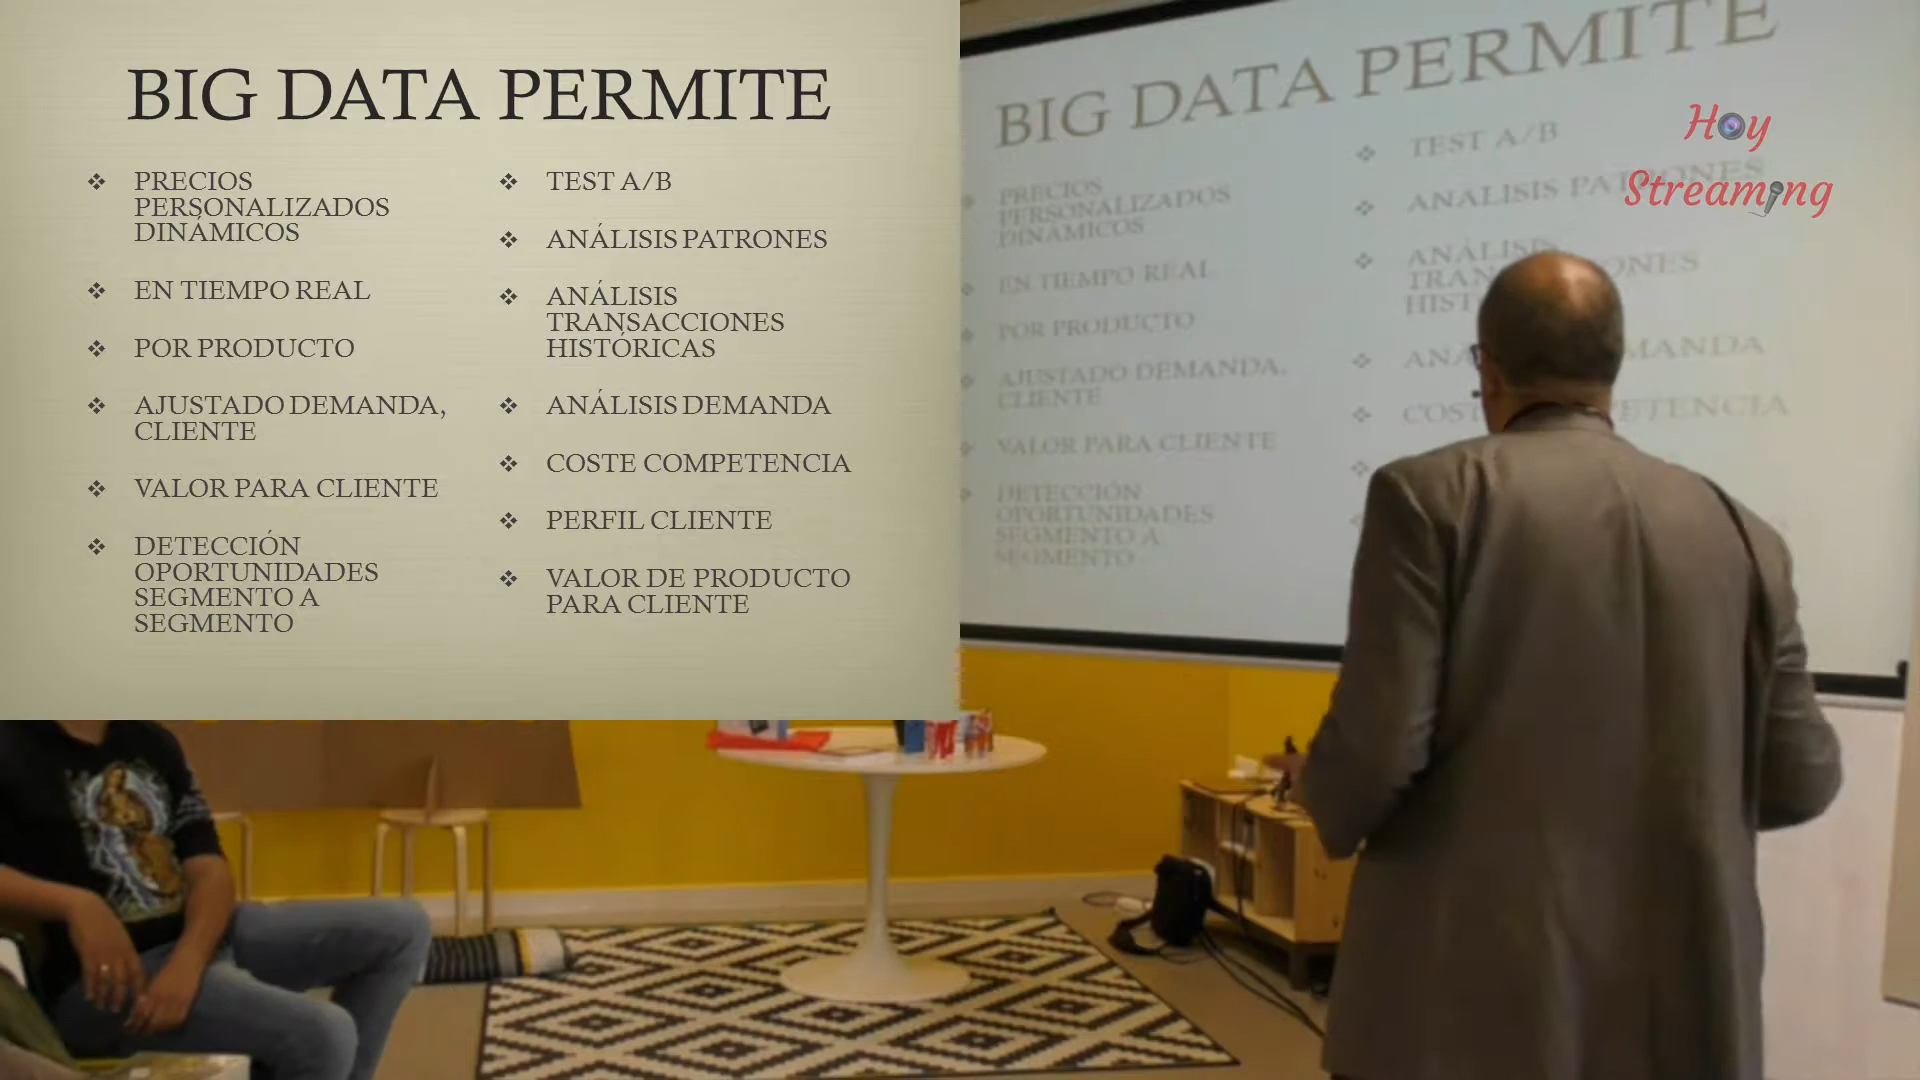 BIG DATA PERMITE
PRECIOS
PERSONALIZADOS
DINÁMICOS
EN TIEMPO REAL
POR PRODUCTO
AJUSTADO DEMANDA,
CLIENTE
VALOR PARA CLIENTE
DETECCIÓN
OPORTUNIDADES
SEGMENTO A
SEGMENTO
TEST A/B
ANÁLISIS PATRONES
ANÁLISIS
TRANSACCIONES
HISTÓRICAS
ANÁLISIS DEMANDA
COSTE COMPETENCIA
PERFIL CLIENTE
VALOR DE PRODUCTO
PARA CLIENTE
BIG DATA PERMITE
PRECIOS
PERSONALIZADOS
DINÁMICOS
EN TIEMPO REAL
POR PRODUCTO
AJUSTADO DEMANDA,
CLIENTE
VALOR PARA CLIENTE
DETECCIÓN
OPORTUNIDADES
SEGMENTO A
SEGMENTO
TEST A/B
ANÁLISIS PATRONES
ANÁLISIS
Hoy
Streaming